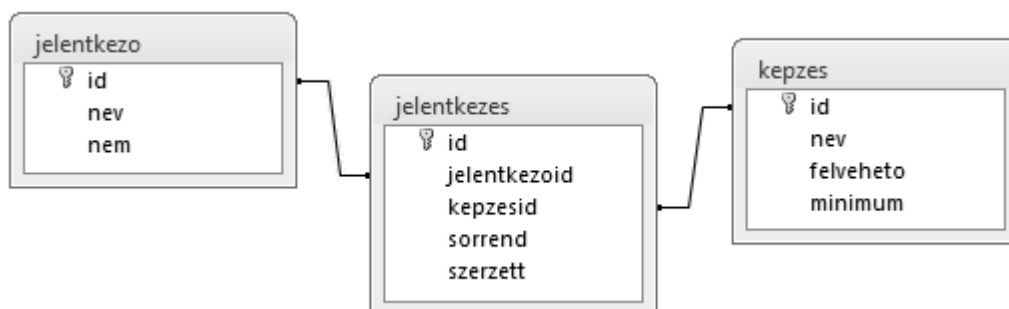 jelentkezo
id
nev
nem
jelentkezes
id
jelentkezoid
kepzesid
sorrend
szerzett
kepzes
id
nev
felveheto
minimum